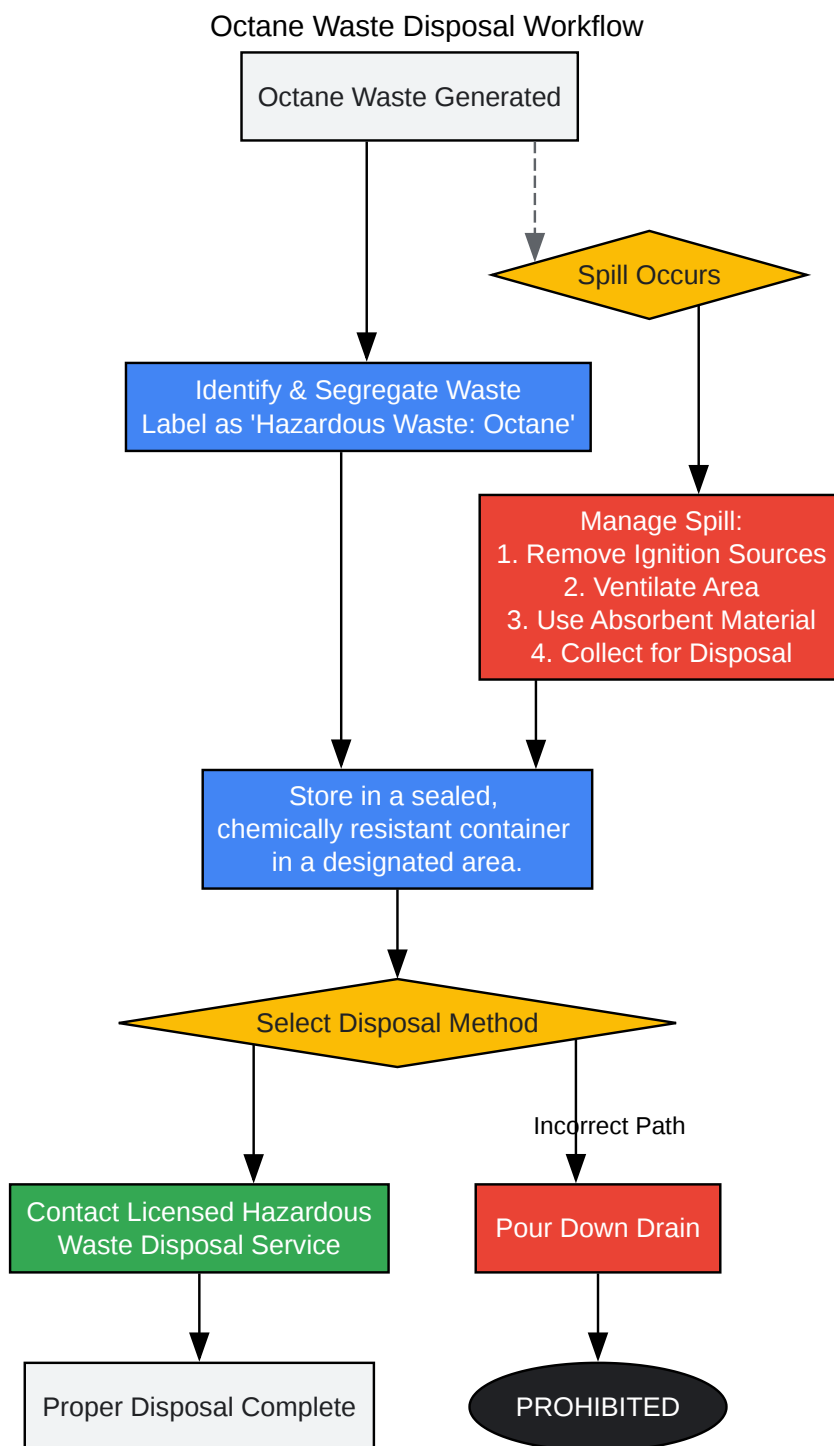 Octane Waste Disposal Workflow
Octane Waste Generated
Spill Occurs
Identify & Segregate Waste
Label as 'Hazardous Waste: Octane'
Manage Spill:
1. Remove Ignition Sources
2. Ventilate Area
3. Use Absorbent Material
4. Collect for Disposal
Store in a sealed,
chemically resistant container
in a designated area.
Select Disposal Method
Incorrect Path
Contact Licensed Hazardous
Waste Disposal Service
Pour Down Drain
Proper Disposal Complete
PROHIBITED